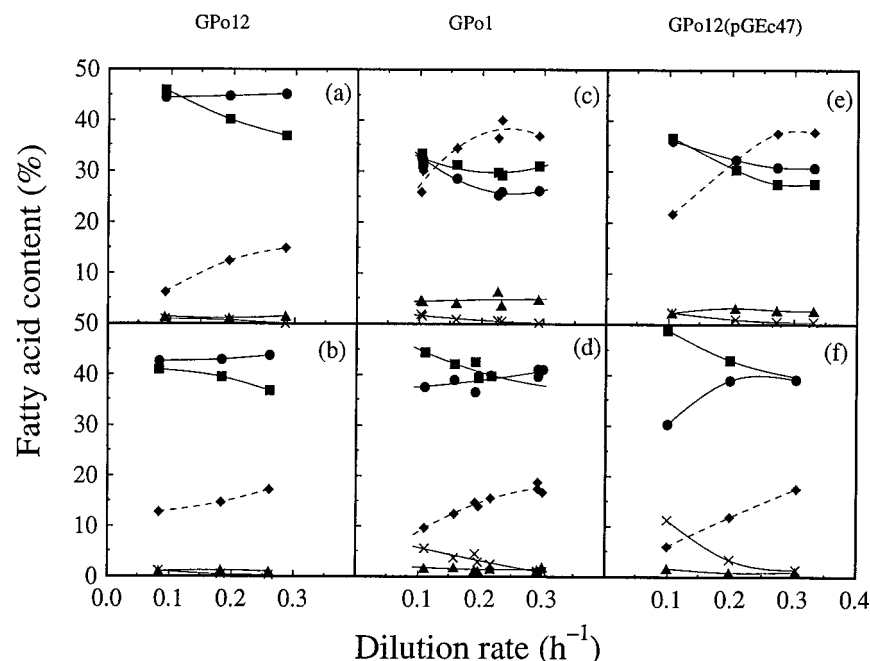 GPo12 GPo1 GPo12(pGEc47)
Fatty acid content (%)
50
40
30
20
10
50
40
30
20
10
0
(a)
(c)
(e)
(b)
(d)
(f)
0.0 0.1 0.2 0.3 0.1 0.2 0.3 0.1 0.2 0.3 0.4
Dilution rate (h⁻¹)